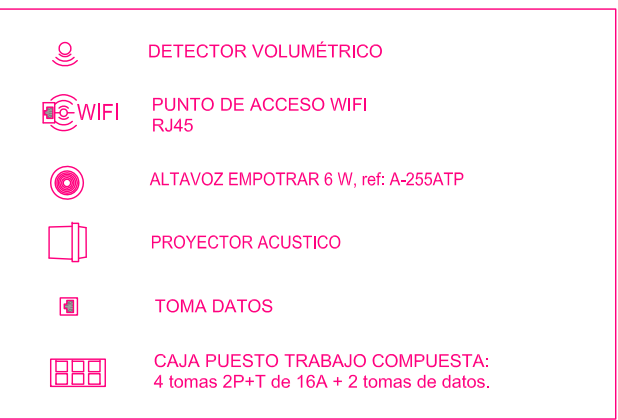 DETECTOR VOLUMÉTRICO
WIFI
PUNTO DE ACCESO WIFI
RJ45
ALTAVOZ EMPOTRAR 6 W, ref: A-255ATP
PROYECTOR ACUSTICO
TOMA DATOS
CAJA PUESTO TRABAJO COMPUESTA:
4 tomas 2P+T de 16A + 2 tomas de datos.